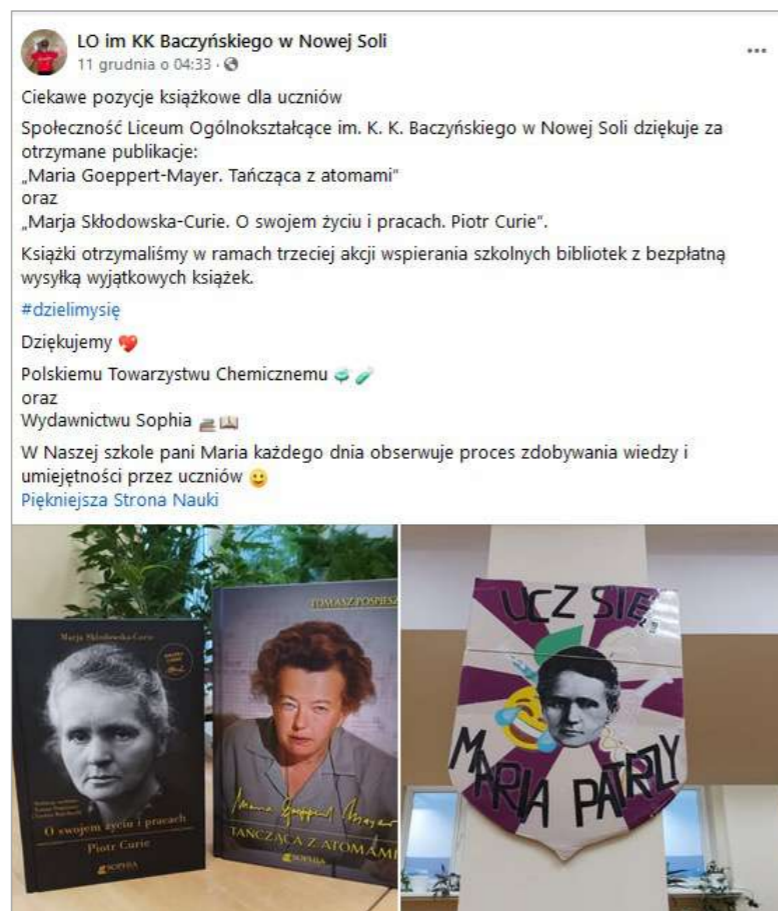 LO im KK Baczyńskiego w Nowej Soli
11 grudnia o 04:33 ·
Ciekawe pozycje książkowe dla uczniów
Społeczność Liceum Ogólnokształcące im. K. K. Baczyńskiego w Nowej Soli dziękuje za
otrzymane publikacje:
„Maria Goeppert-Mayer. Tańcząca z atomami"
oraz
„Marja Skłodowska-Curie. O swojem życiu i pracach. Piotr Curie".
Książki otrzymaliśmy w ramach trzeciej akcji wspierania szkolnych bibliotek z bezpłatną
wysyłką wyjątkowych książek.
#dzielimysię
Dziękujemy
Polskiemu Towarzystwu Chemicznemu
oraz
Wydawnictwu Sophia
W Naszej szkole pani Maria każdego dnia obserwuje proces zdobywania wiedzy i
umiejętności przez uczniów
Piękniejsza Strona Nauki
Marja Skłodowska-Curie
O swojem życiu i pracach
Piotr Curie
SOPHIA
TOMASZ
Maria Goeppert Mayer
TAŃCZĄCA Z ATOMAMI
SOPHIA
UCZ SIĘ
MARIA PATRZY